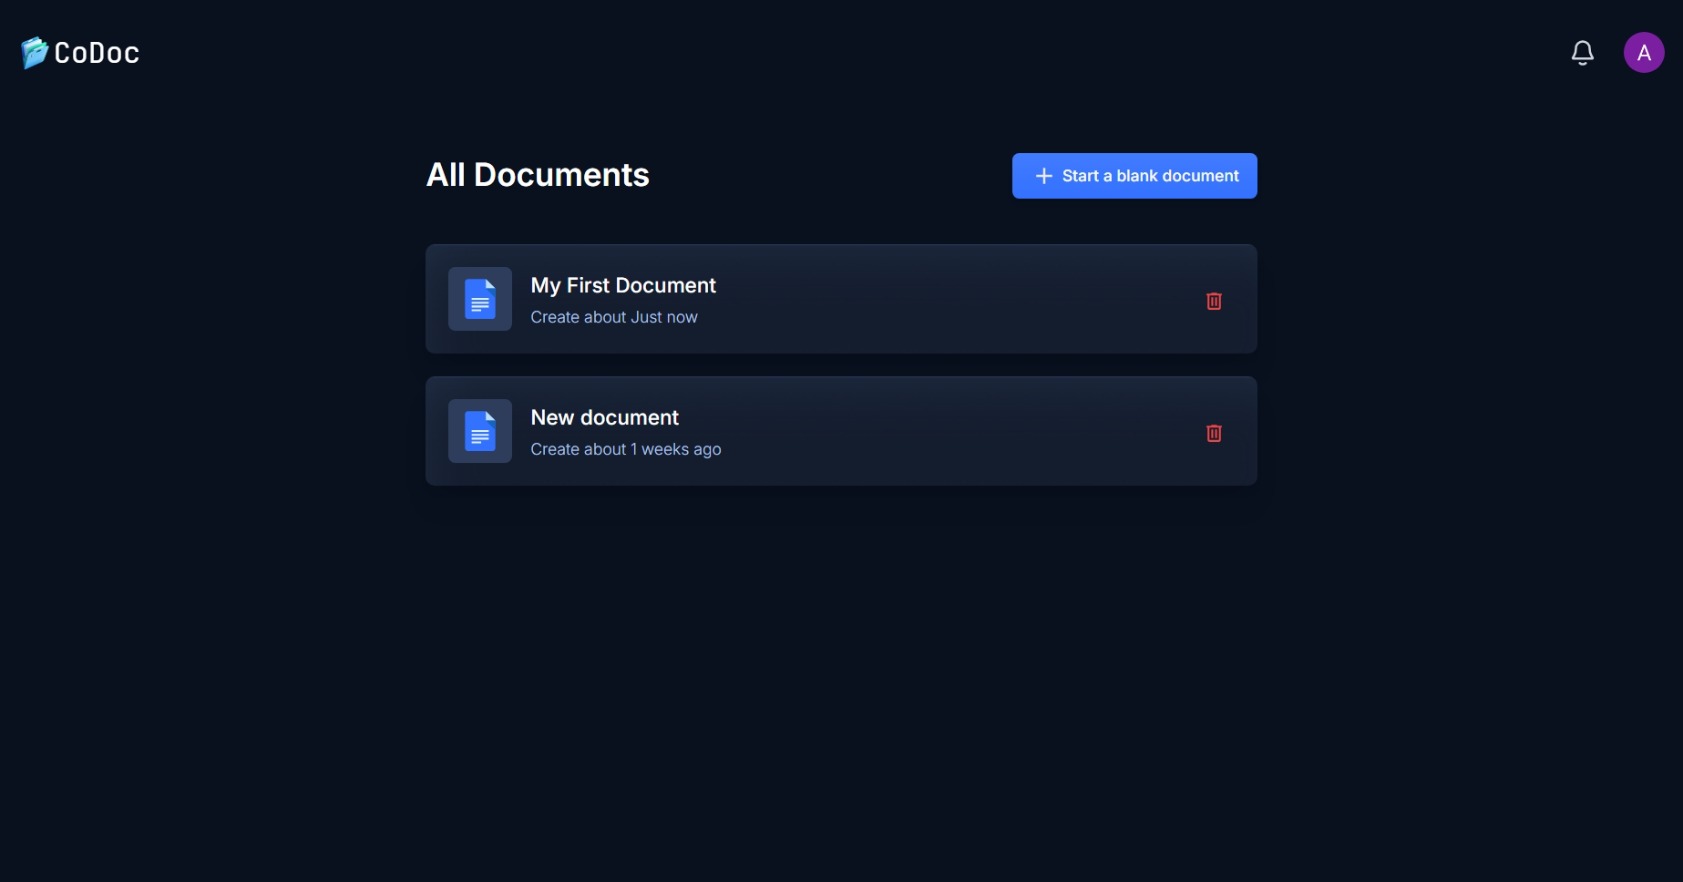 CoDoc
A
All Documents
Start a blank document
My First Document
Create about Just now
New document
Create about 1 weeks ago